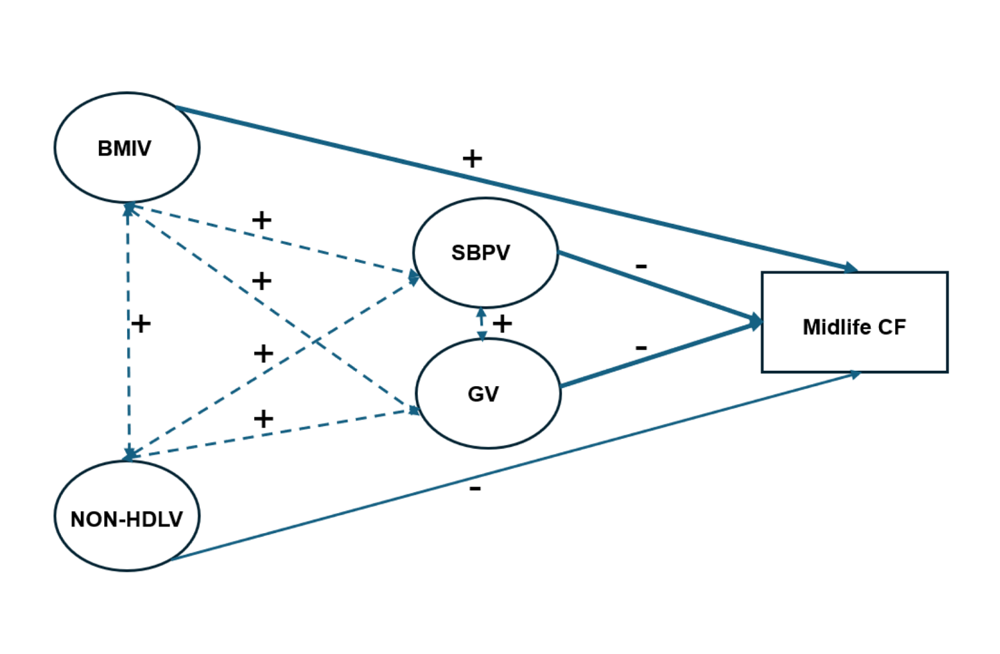 BMIV
+
+
SBPV
-
+
+
+
Midlife CF
+
-
GV
+
-
NON-HDLV